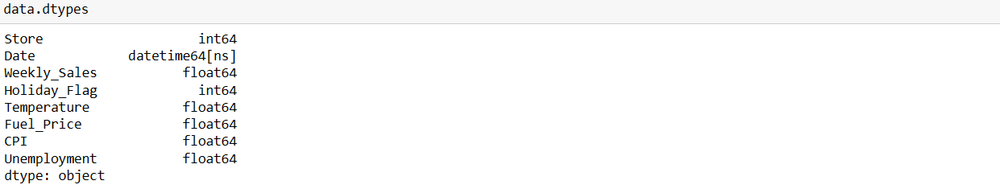 data.dtypes
Store int64
Date datetime64[ns]
Weekly_Sales float64
Holiday_Flag int64
Temperature float64
Fuel_Price float64
CPI float64
Unemployment float64
dtype: object